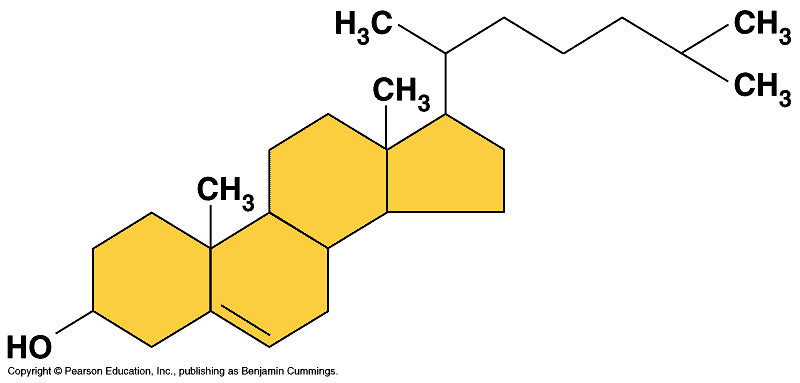 H₃C
CH₃
CH₃
CH₃
CH₃
HO
Copyright © Pearson Education, Inc., publishing as Benjamin Cummings.